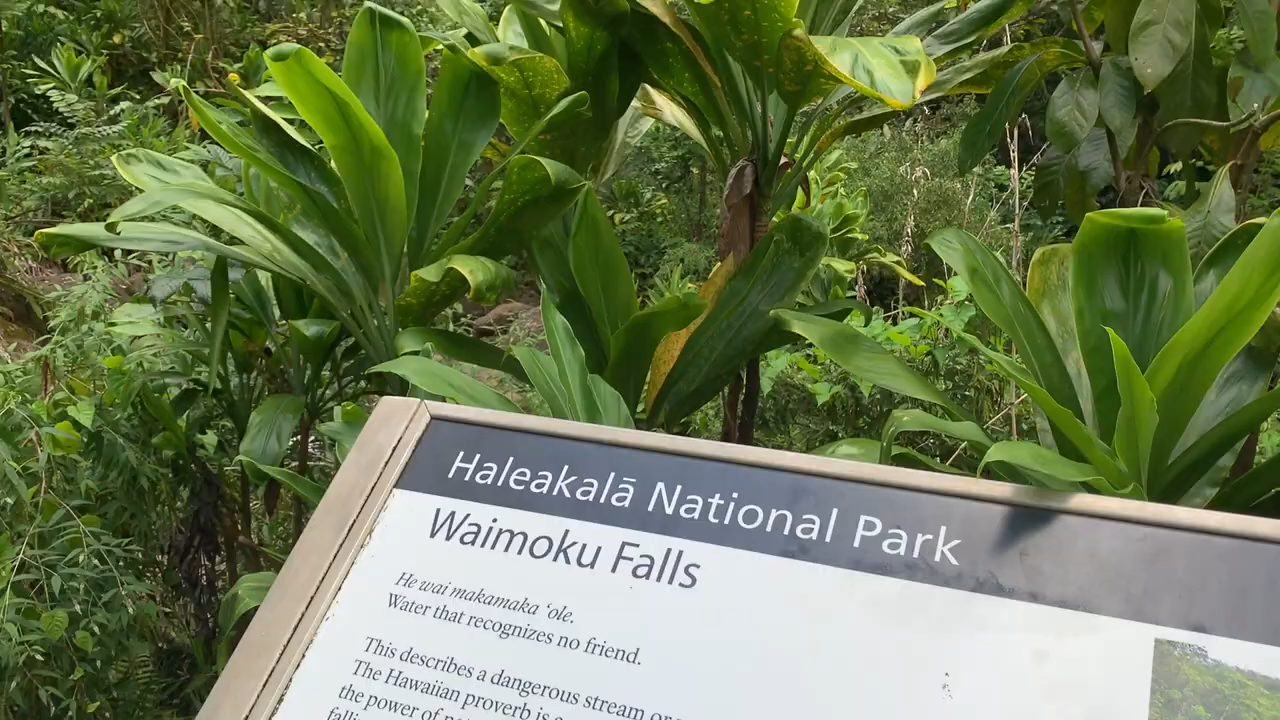 Haleakalā National Park
Waimoku Falls
He wai makamaka ʻole.
Water that recognizes no friend.
This describes a dangerous stream or
The Hawaiian proverb is
the power of